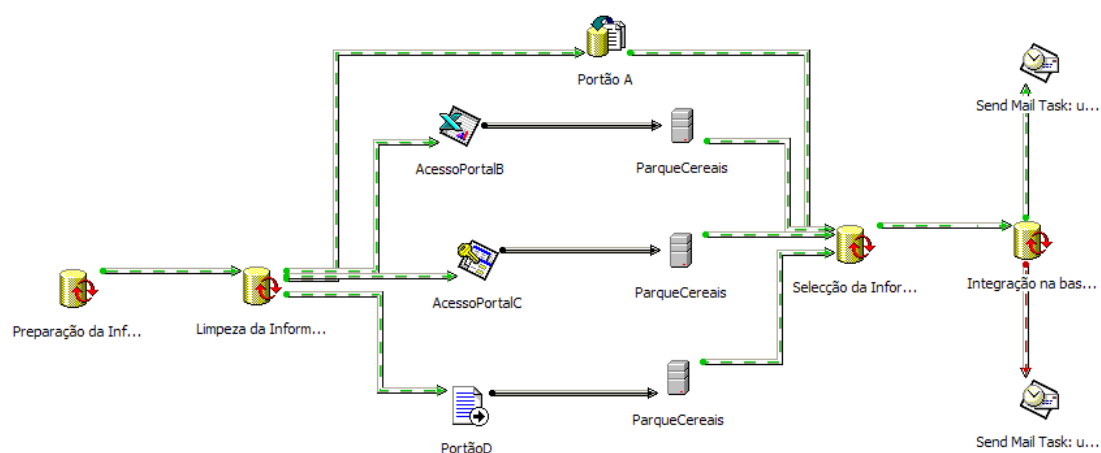 Portão A
Send Mail Task: u...
AcessoPortalB
ParqueCereais
Preparação da Inf...
Limpeza da Inform...
AcessoPortalC
ParqueCereais
Selecção da Infor...
Integração na bas...
PortãoD
ParqueCereais
Send Mail Task: u...